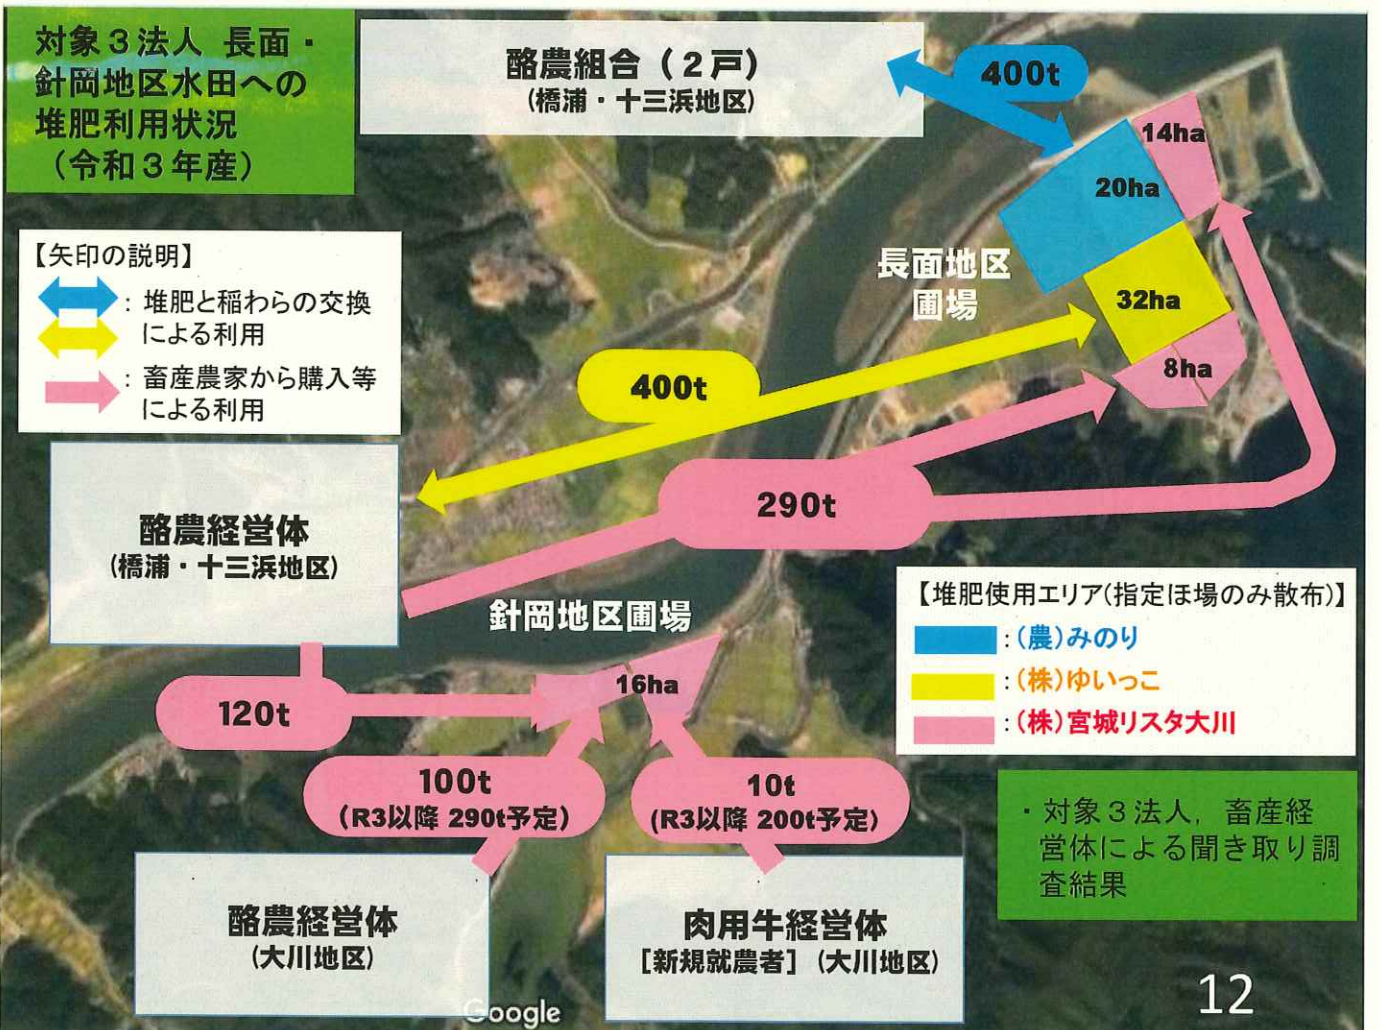 対象３法人 長面・
針岡地区水田への
堆肥利用状況
（令和３年産）
酪農組合（２戸）
(橋浦・十三浜地区)
400t
14ha
20ha
【矢印の説明】
：堆肥と稲わらの交換
による利用
：畜産農家から購入等
による利用
長面地区
圃場
32ha
8ha
400t
290t
酪農経営体
(橋浦・十三浜地区)
針岡地区圃場
16ha
120t
【堆肥使用エリア(指定ほ場のみ散布)】
：(農)みのり
：(株)ゆいっこ
：(株)宮城リスタ大川
100t
(R3以降 290t予定)
10t
(R3以降 200t予定)
・対象３法人，畜産経
営体による聞き取り調
査結果
酪農経営体
(大川地区)
肉用牛経営体
[新規就農者] (大川地区)
Google
12